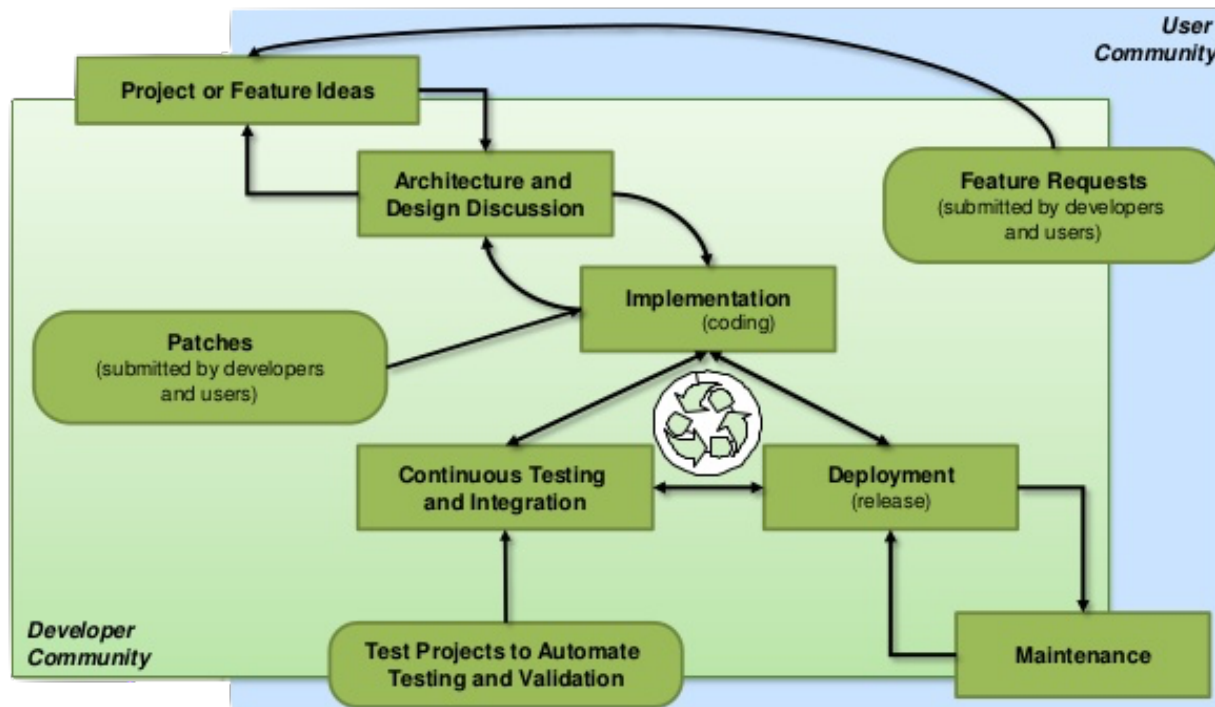 User
Community
Project or Feature Ideas
Architecture and
Design Discussion
Feature Requests
(submitted by developers
and users)
Implementation
(coding)
Patches
(submitted by developers
and users)
Continuous Testing
and Integration
Deployment
(release)
Developer
Community
Test Projects to Automate
Testing and Validation
Maintenance